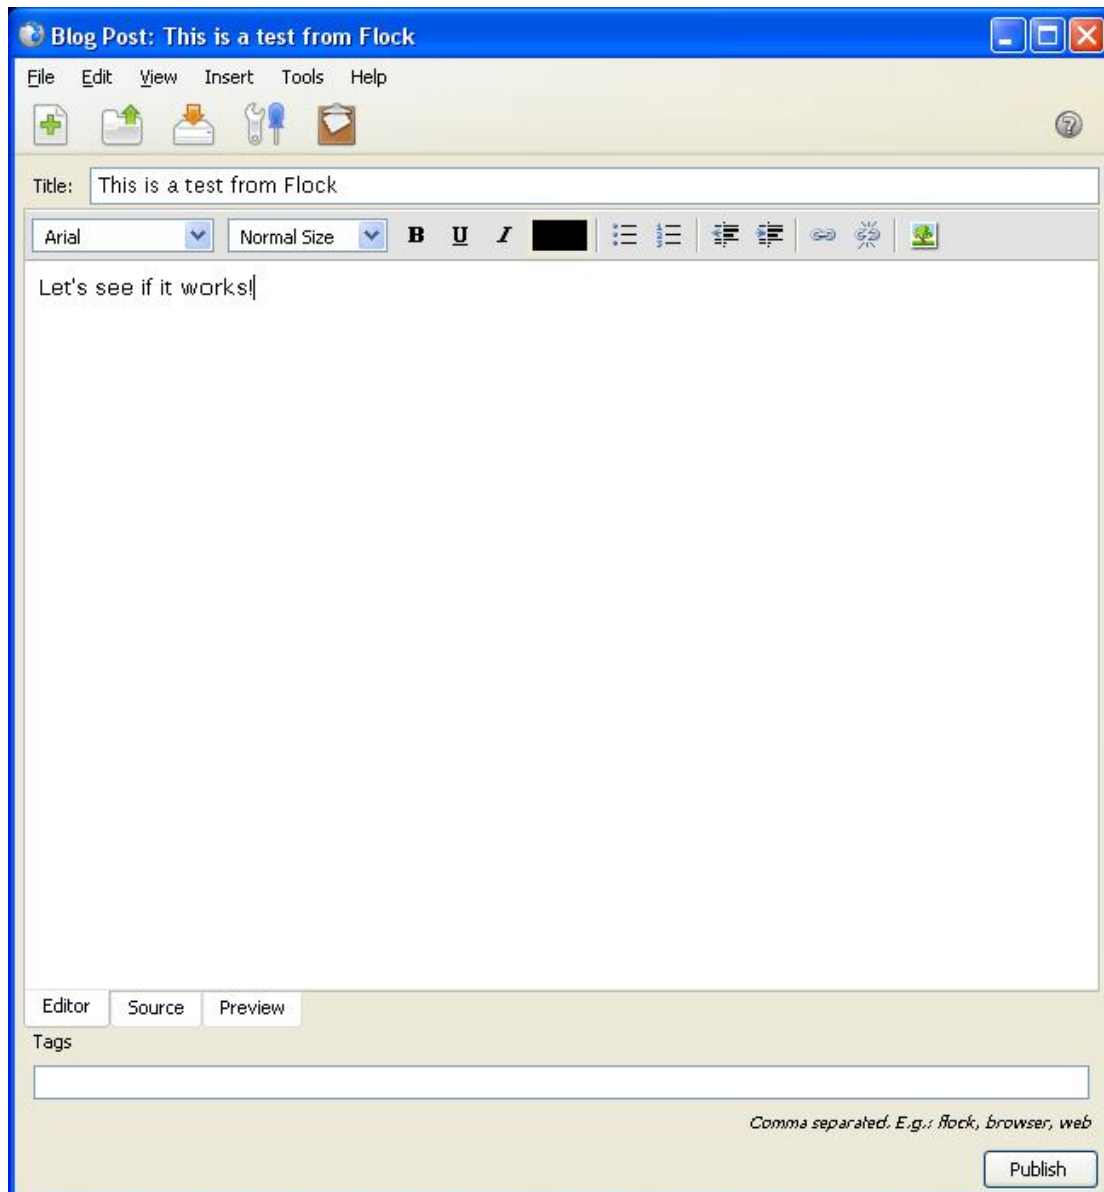 Blog Post: This is a test from Flock
File Edit View Insert Tools Help
Title: This is a test from Flock
Arial Normal Size B U I
Let's see if it works!
Editor Source Preview
Tags
Comma separated. E.g.: flock, browser, web
Publish